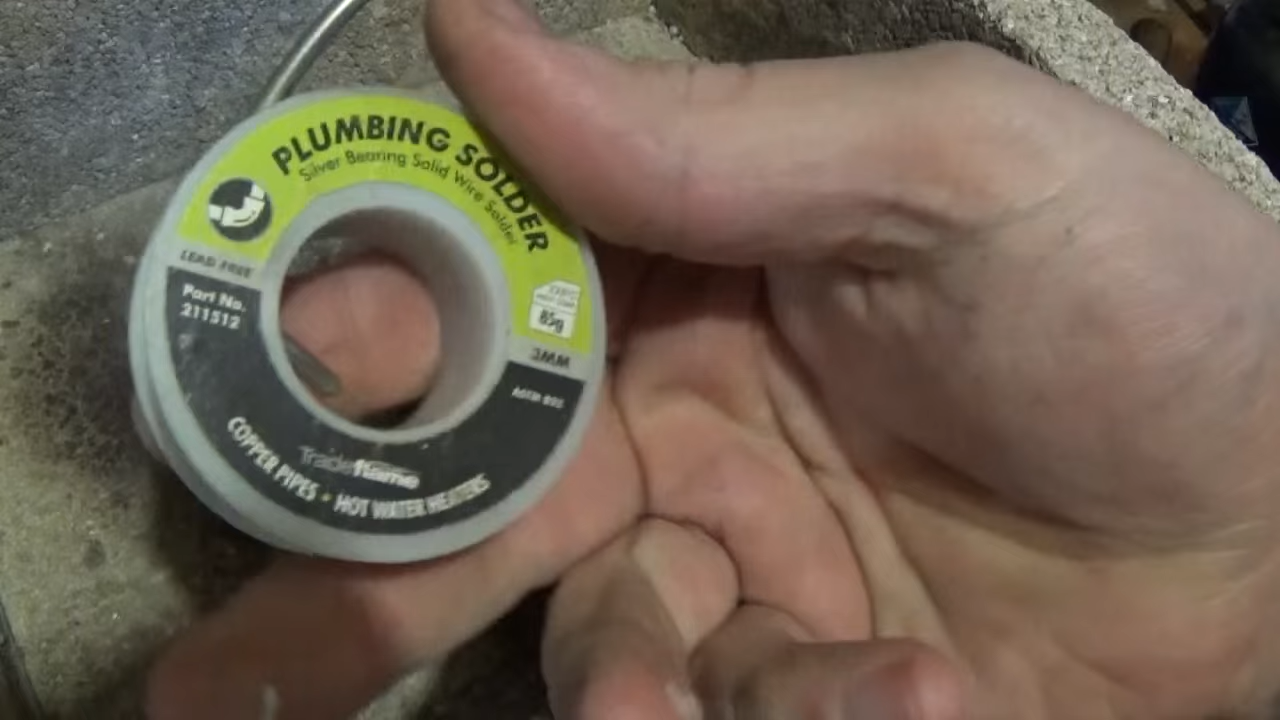 PLUMBING SOLDER
Silver Bearing Solid Wire Solder
LEAD FREE
Part No.
211512
85g
3MM
Tradeflame
COPPER PIPES • HOT WATER HEATERS